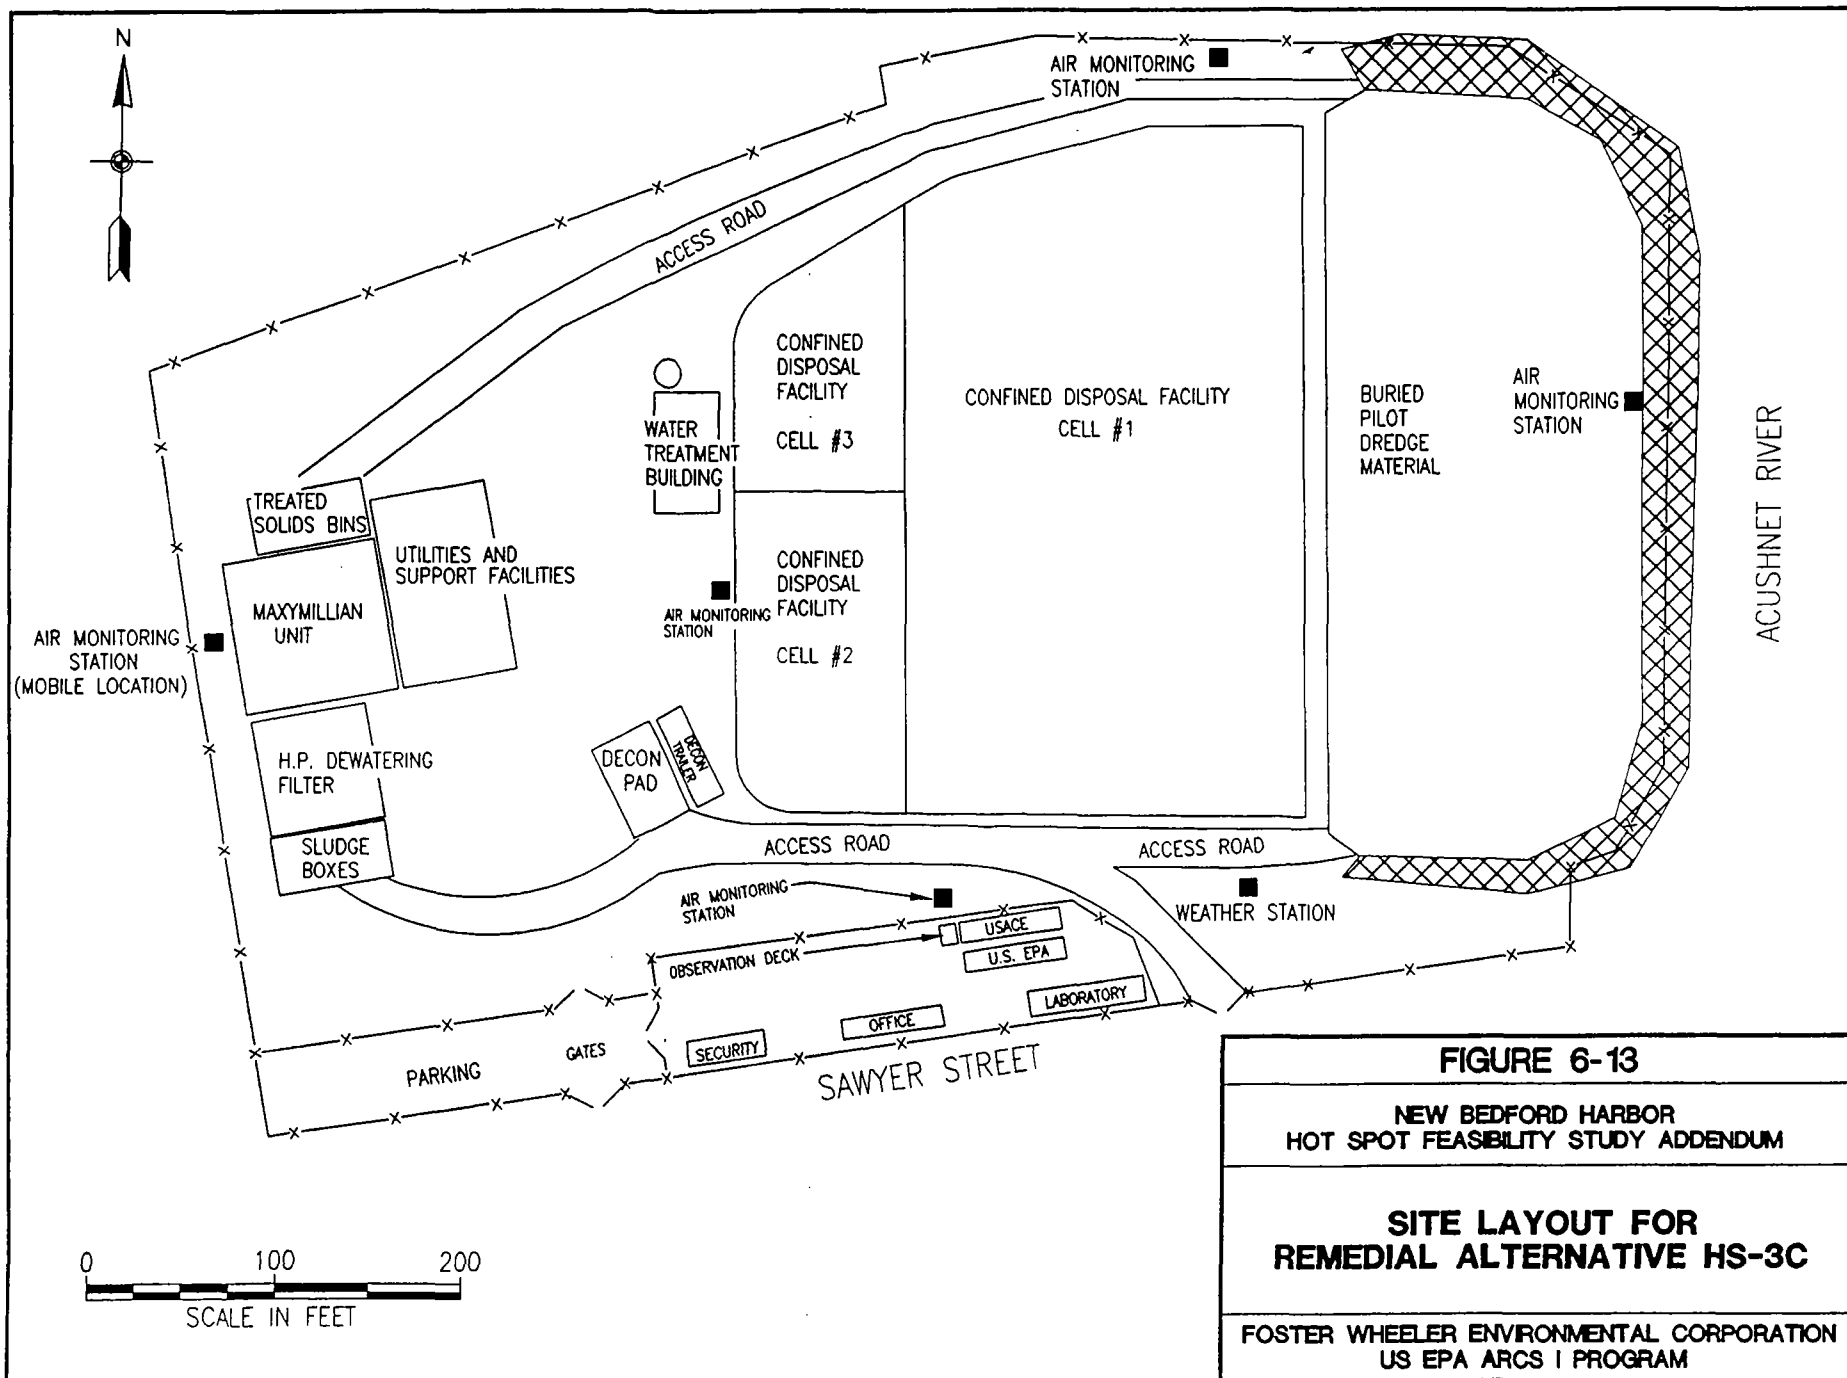 N
AIR MONITORING
STATION
ACCESS ROAD
CONFINED
DISPOSAL
FACILITY
CELL #3
CONFINED DISPOSAL FACILITY
CELL #1
BURIED
PILOT
DREDGE
MATERIAL
AIR
MONITORING
STATION
ACUSHNET RIVER
WATER
TREATMENT
BUILDING
TREATED
SOLIDS BINS
UTILITIES AND
SUPPORT FACILITIES
MAXYMILLIAN
UNIT
AIR MONITORING
STATION
(MOBILE LOCATION)
AIR MONITORING
STATION
CONFINED
DISPOSAL
FACILITY
CELL #2
H.P. DEWATERING
FILTER
DECON
PAD
DECON
TRAILER
SLUDGE
BOXES
ACCESS ROAD
ACCESS ROAD
AIR MONITORING
STATION
WEATHER STATION
OBSERVATION DECK
USACE
U.S. EPA
LABORATORY
OFFICE
SECURITY
GATES
PARKING
SAWYER STREET
0 100 200
SCALE IN FEET
FIGURE 6-13
NEW BEDFORD HARBOR
HOT SPOT FEASIBILITY STUDY ADDENDUM
SITE LAYOUT FOR
REMEDIAL ALTERNATIVE HS-3C
FOSTER WHEELER ENVIRONMENTAL CORPORATION
US EPA ARCS I PROGRAM